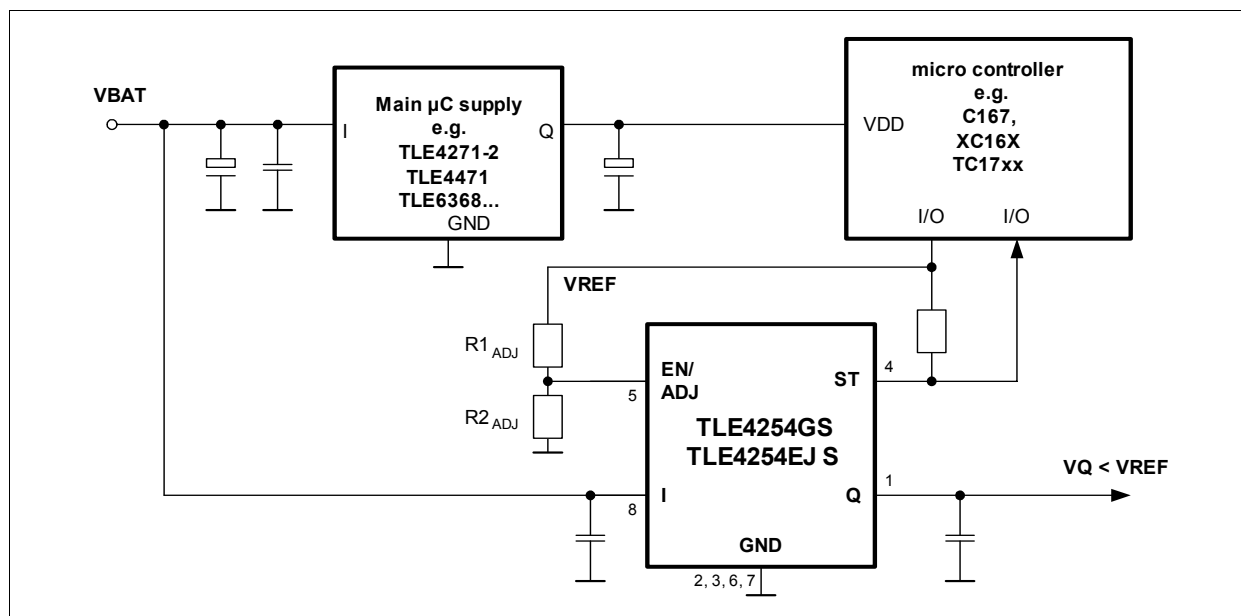 VBAT
I
Main µC supply
e.g.
TLE4271-2
TLE4471
TLE6368...
Q
GND
micro controller
e.g.
C167,
XC16X
TC17xx
VDD
I/O
I/O
VREF
R1 ADJ
R2 ADJ
EN/
ADJ
5
ST
4
TLE4254GS
TLE4254EJ S
I
8
Q
1
VQ < VREF
GND
2, 3, 6, 7